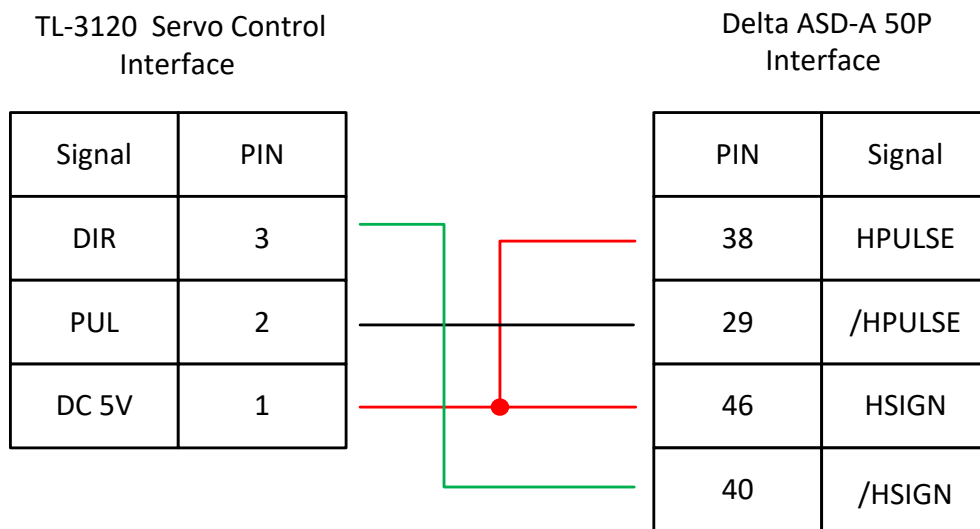 TL-3120 Servo Control
Interface
Delta ASD-A 50P
Interface
Signal PIN
DIR 3
PUL 2
DC 5V 1
PIN Signal
38 HPULSE
29 /HPULSE
46 HSIGN
40 /HSIGN